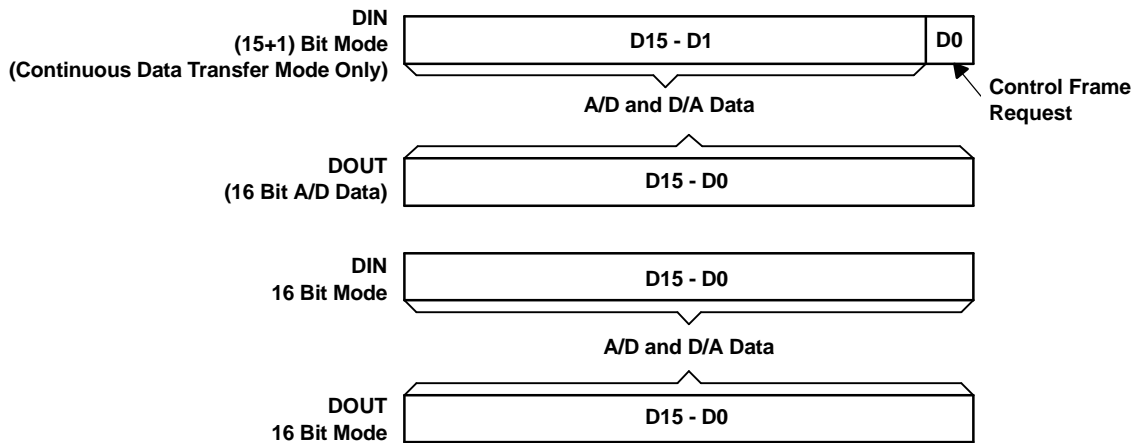 DIN
(15+1) Bit Mode
(Continuous Data Transfer Mode Only)
D15 - D1
D0
Control Frame
Request
A/D and D/A Data
DOUT
(16 Bit A/D Data)
D15 - D0
DIN
16 Bit Mode
D15 - D0
A/D and D/A Data
DOUT
16 Bit Mode
D15 - D0